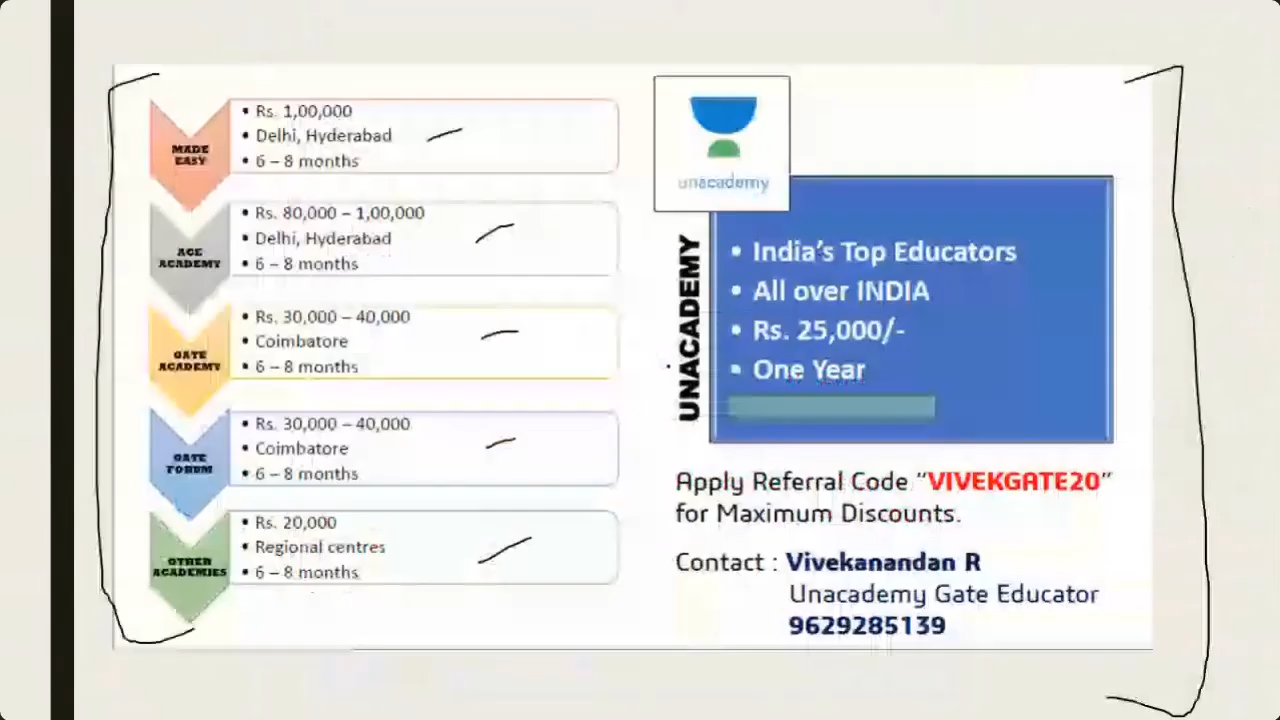 MADE
EASY
• Rs. 1,00,000
• Delhi, Hyderabad
• 6 – 8 months
ACE
ACADEMY
• Rs. 80,000 – 1,00,000
• Delhi, Hyderabad
• 6 – 8 months
GATE
ACADEMY
• Rs. 30,000 – 40,000
• Coimbatore
• 6 – 8 months
GATE
FORUM
• Rs. 30,000 – 40,000
• Coimbatore
• 6 – 8 months
OTHER
ACADEMIES
• Rs. 20,000
• Regional centres
• 6 – 8 months
unacademy
UNACADEMY
• India's Top Educators
• All over INDIA
• Rs. 25,000/-
• One Year
Apply Referral Code "VIVEKGATE20"
for Maximum Discounts.
Contact : Vivekanandan R
Unacademy Gate Educator
9629285139